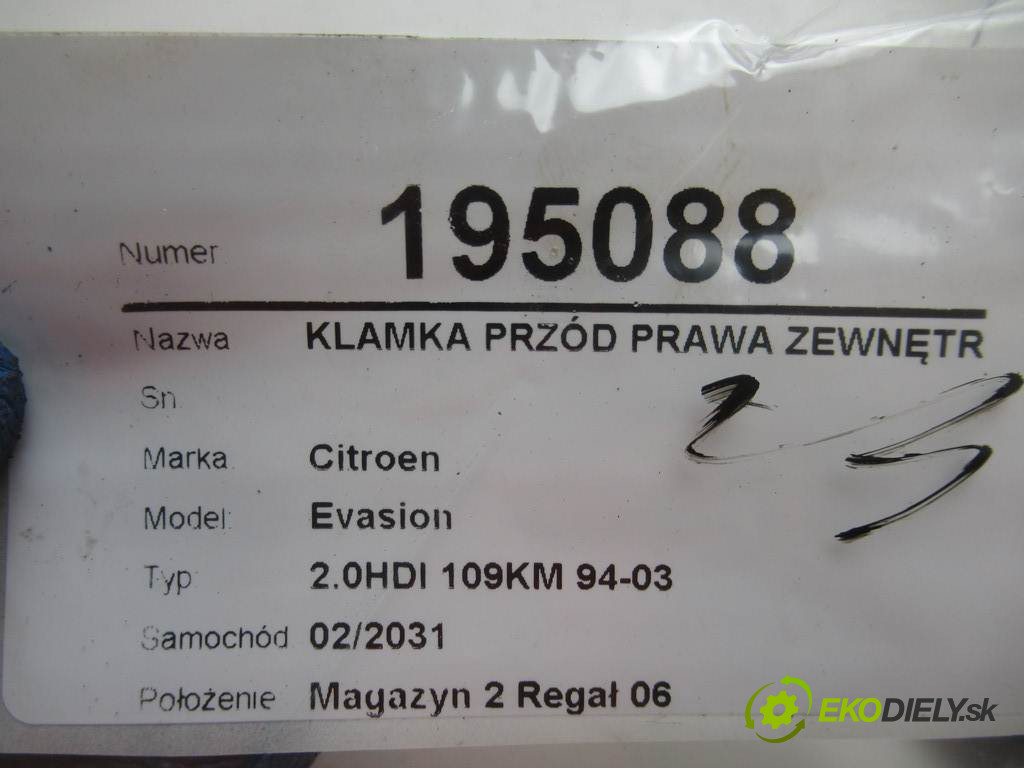 Numer 195088
Nazwa KLAMKA PRZÓD PRAWA ZEWNĘTR
Sn
Marka Citroen
Model: Evasion
Typ 2.0HDI 109KM 94-03
Samochód 02/2031
Położenie Magazyn 2 Regał 06
25
EKODIELY.sk